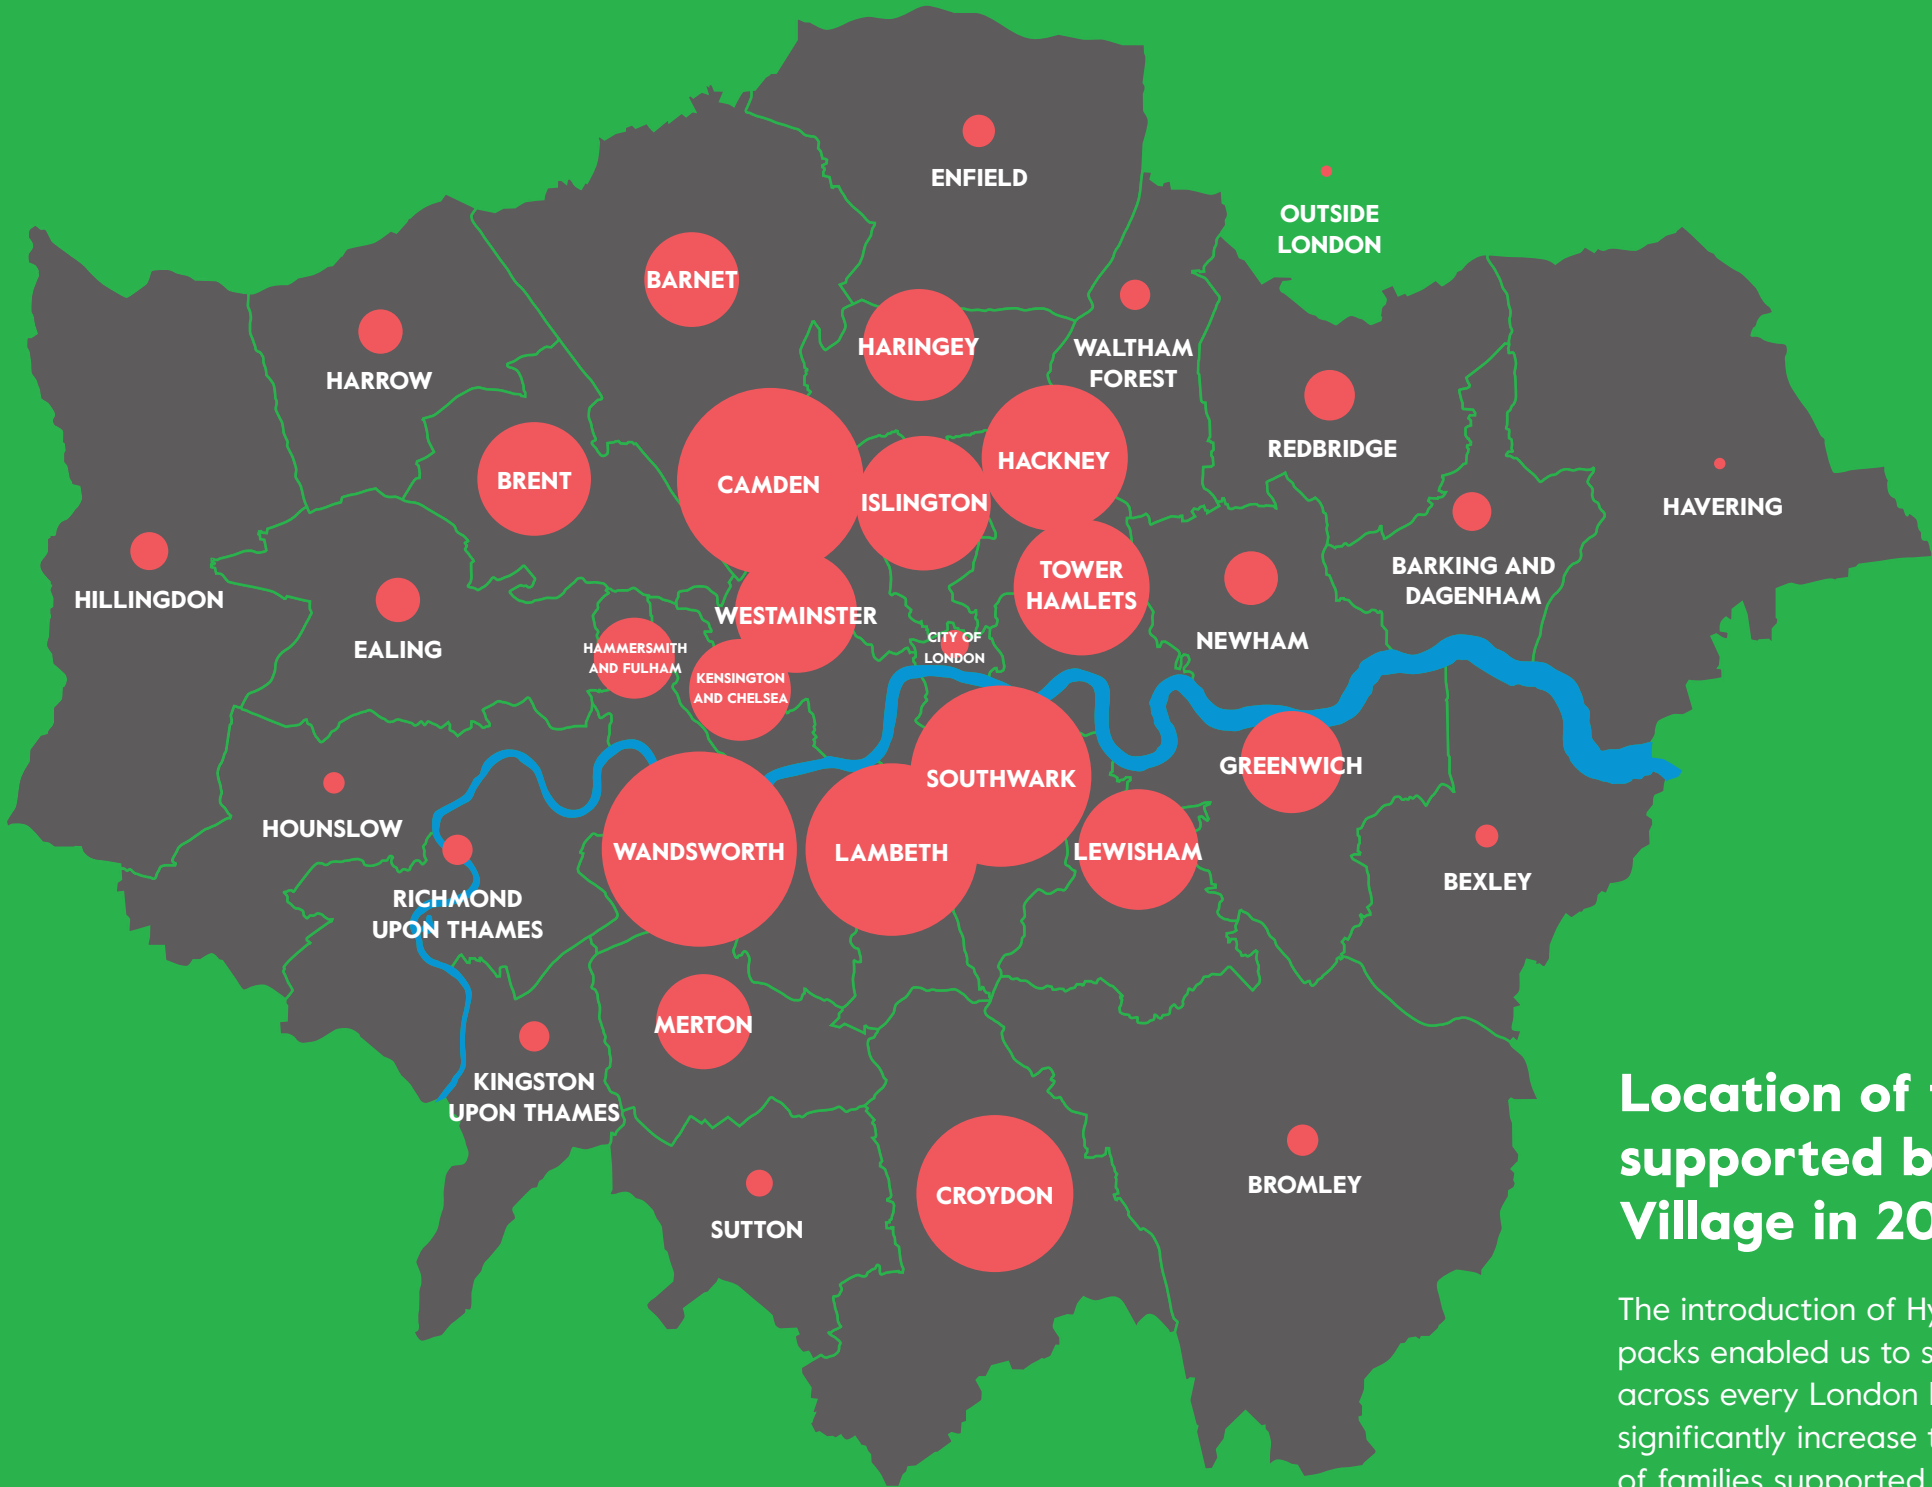 ENFIELD
OUTSIDE
LONDON
BARNET
HARINGEY
WALTHAM
FOREST
HARROW
REDBRIDGE
HACKNEY
BRENT
CAMDEN
ISLINGTON
HAVERING
TOWER
HAMLETS
BARKING AND
DAGENHAM
HILLINGDON
WESTMINSTER
EALING
HAMMERSMITH
AND FULHAM
CITY OF
LONDON
NEWHAM
KENSINGTON
AND CHELSEA
GREENWICH
SOUTHWARK
HOUNSLOW
WANDSWORTH
LAMBETH
LEWISHAM
BEXLEY
RICHMOND
UPON THAMES
MERTON
KINGSTON
UPON THAMES
BROMLEY
CROYDON
SUTTON
Location of
supported
Village in
The introduction of
packs enabled us to
across every London
significantly increase
of families supported